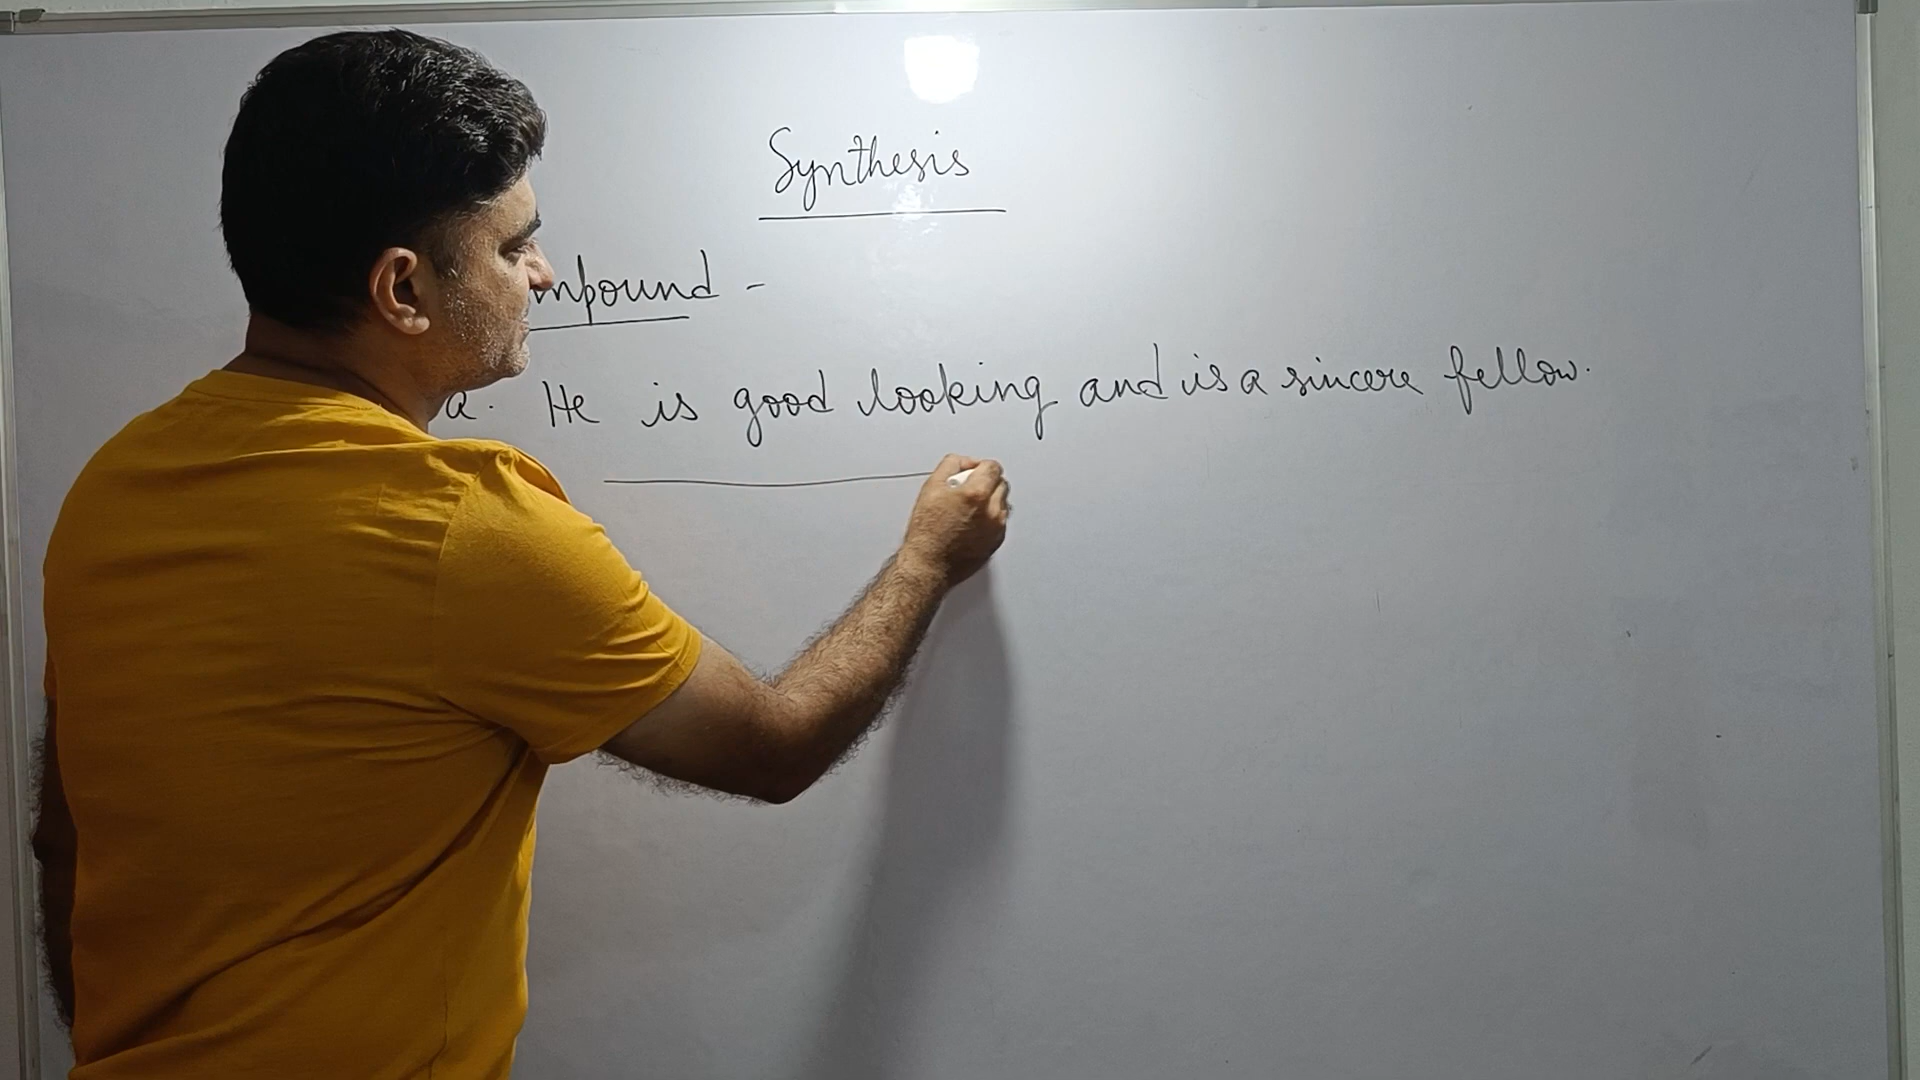 Synthesis
mpound -
a. He is good looking and is a sincere fellow.